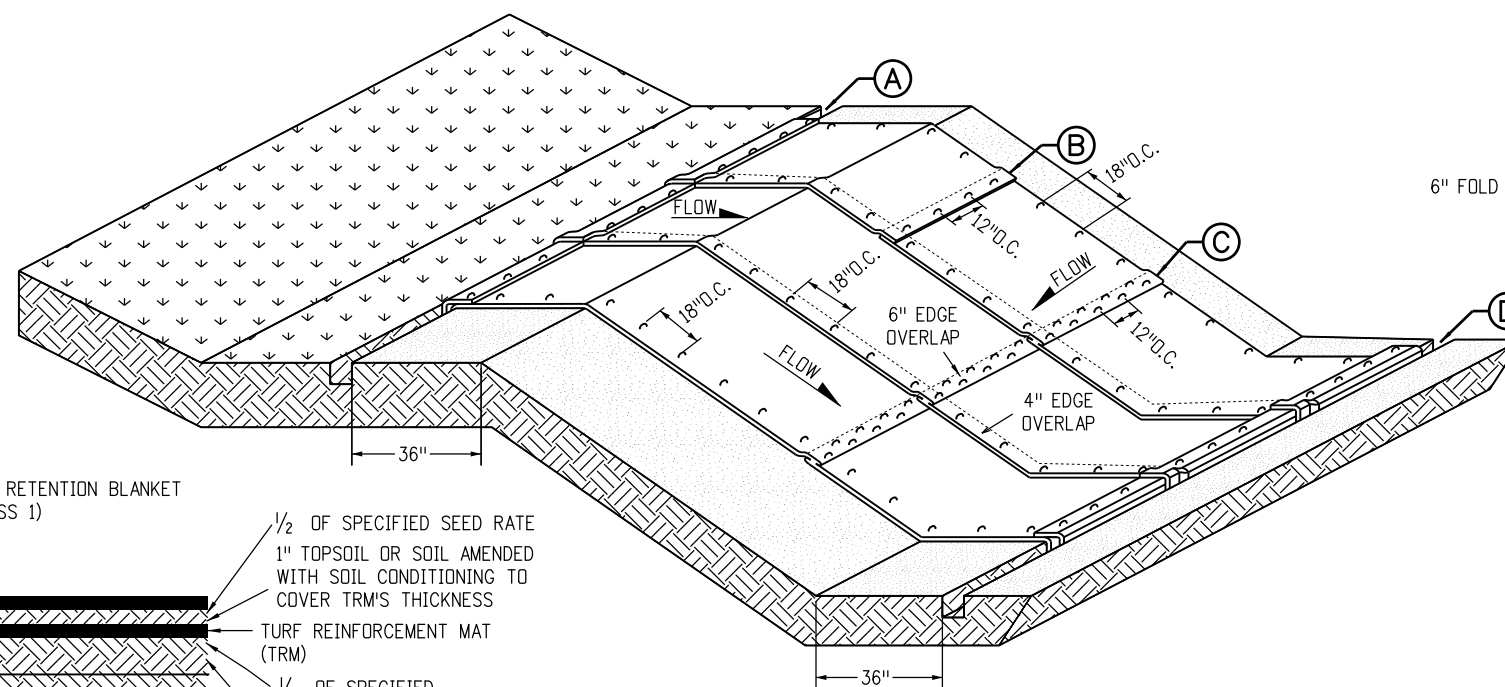 A
B
18"O.C.
6" FOLD
FLOW
12"O.C.
C
18"O.C.
FLOW
18"O.C.
6" EDGE
OVERLAP
12"O.C.
D
FLOW
4" EDGE
OVERLAP
36"
RETENTION BLANKET
SS 1)
1/2 OF SPECIFIED SEED RATE
1" TOPSOIL OR SOIL AMENDED
WITH SOIL CONDITIONING TO
COVER TRM'S THICKNESS
TURF REINFORCEMENT MAT
(TRM)
OF SPECIFIED
36"